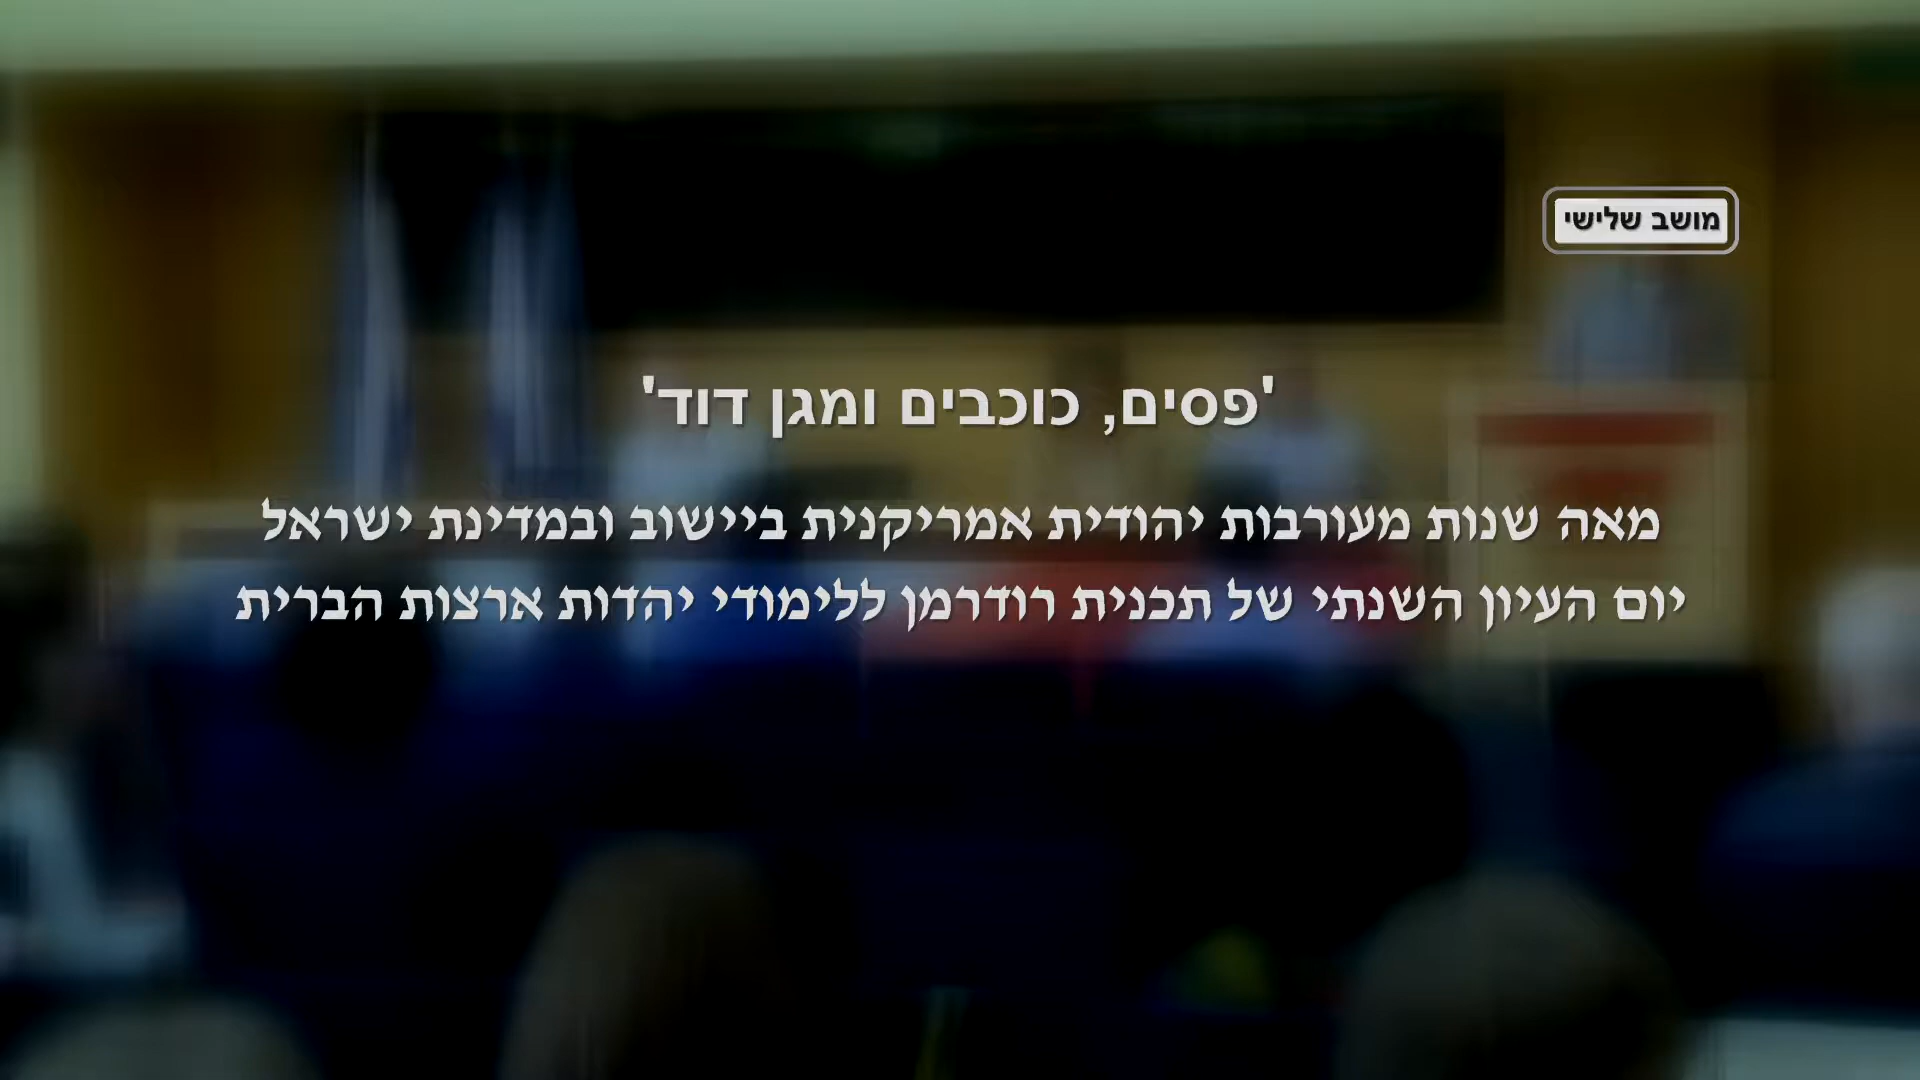 מושב שלישי
'פסים, כוכבים ומגן דוד'
מאה שנות מעורבות יהודית אמריקנית ביישוב ובמדינת ישראל
יום העיון השנתי של תכנית רודרמן ללימודי יהדות ארצות הברית